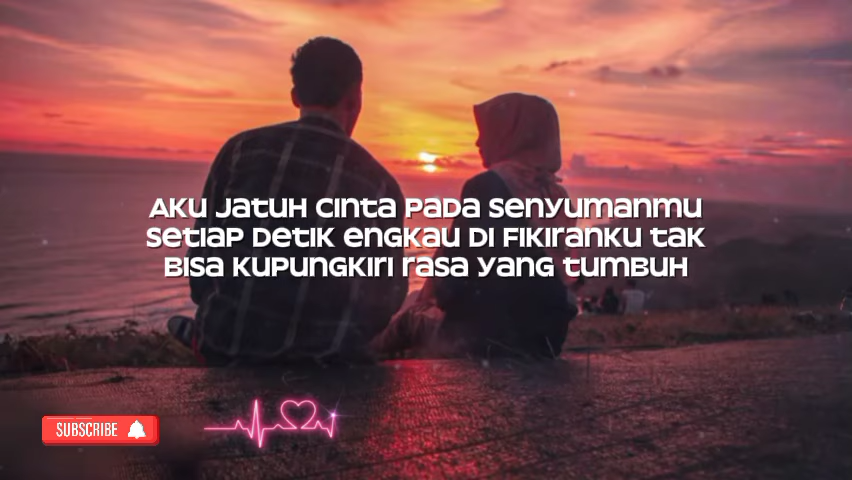 Aku jatuh cinta pada senyumanmu
Setiap detik engkau di fikiranku tak
bisa kupungkiri rasa yang tumbuh
SUBSCRIBE